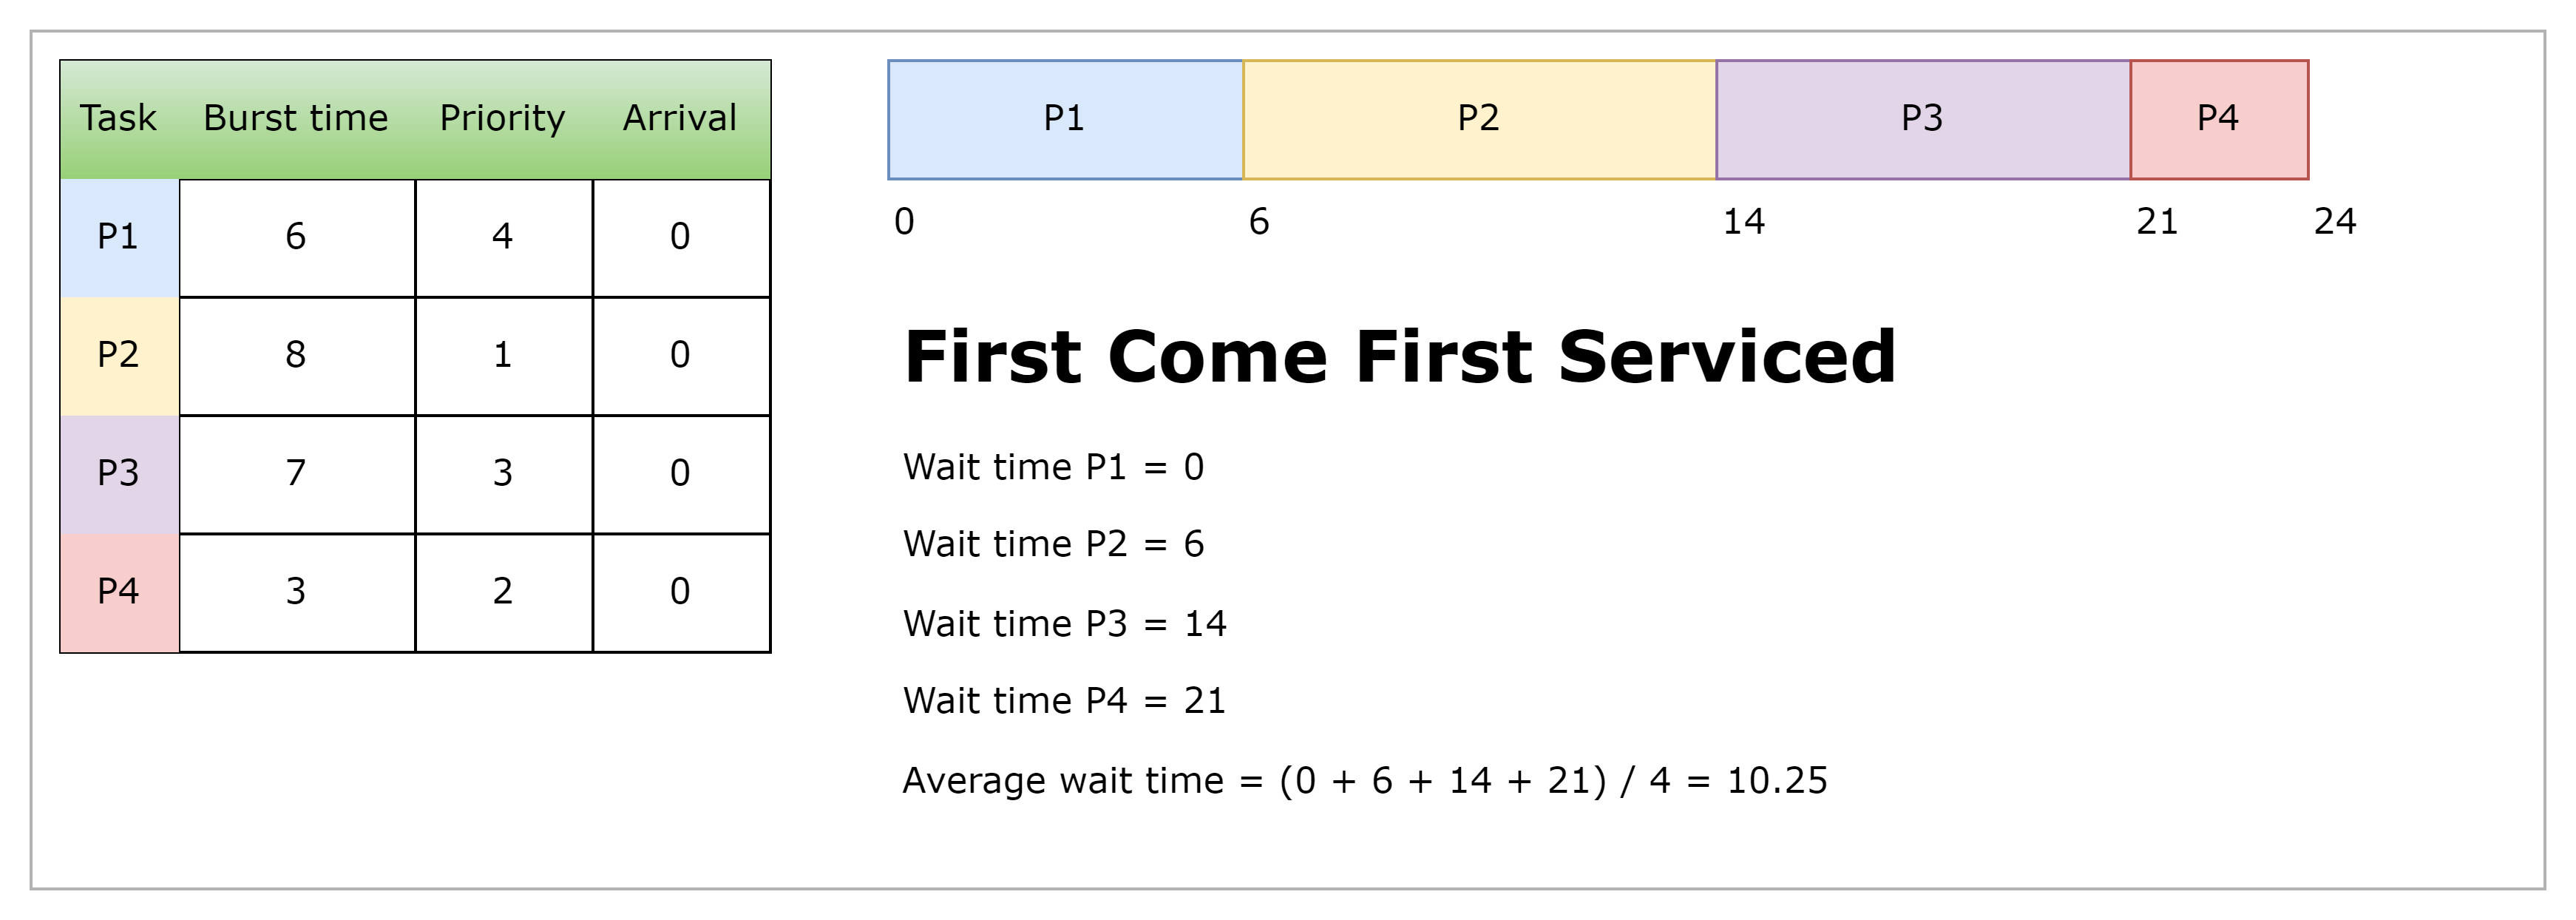 Task Burst time Priority Arrival
P1 6 4 0
P2 8 1 0
P3 7 3 0
P4 3 2 0
P1 P2 P3 P4
0 6 14 21 24
First Come First Serviced
Wait time P1 = 0
Wait time P2 = 6
Wait time P3 = 14
Wait time P4 = 21
Average wait time = (0 + 6 + 14 + 21) / 4 = 10.25